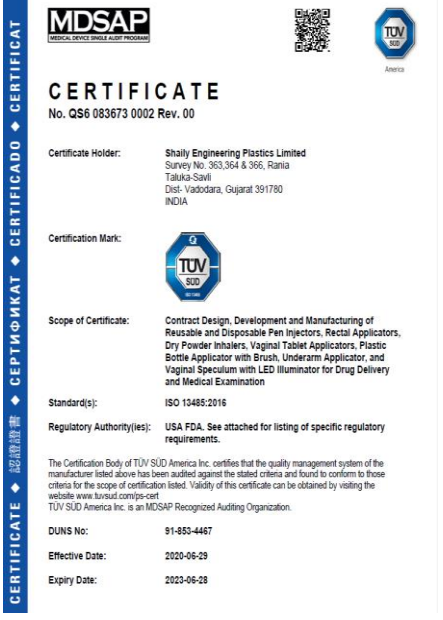 MDSAP
MEDICAL DEVICE SINGLE AUDIT PROGRAM
TÜV
SÜD
America
CERTIFICATE
No. QS6 083673 0002 Rev. 00
Certificate Holder:
Shaily Engineering Plastics Limited
Survey No. 363,364 & 366, Rania
Taluka-Savli
Dist- Vadodara, Gujarat 391780
INDIA
Certification Mark:
TÜV
SÜD
ISO 13485
Scope of Certificate:
Contract Design, Development and Manufacturing of
Reusable and Disposable Pen Injectors, Rectal Applicators,
Dry Powder Inhalers, Vaginal Tablet Applicators, Plastic
Bottle Applicator with Brush, Underarm Applicator, and
Vaginal Speculum with LED Illuminator for Drug Delivery
and Medical Examination
Standard(s):
ISO 13485:2016
Regulatory Authority(ies):
USA FDA. See attached for listing of specific regulatory
requirements.
The Certification Body of TÜV SÜD America Inc. certifies that the quality management system of the
manufacturer listed above has been audited against the stated criteria and found to conform to those
criteria for the scope of certification listed. Validity of this certificate can be obtained by visiting the
website www.tuvsud.com/ps-cert
TÜV SÜD America Inc. is an MDSAP Recognized Auditing Organization.
DUNS No:
91-853-4467
Effective Date:
2020-06-29
Expiry Date:
2023-06-28
CERTIFICATE ◆ 認證證書 ◆ СЕРТИФИКАТ ◆ CERTIFICADO ◆ CERTIFICAT